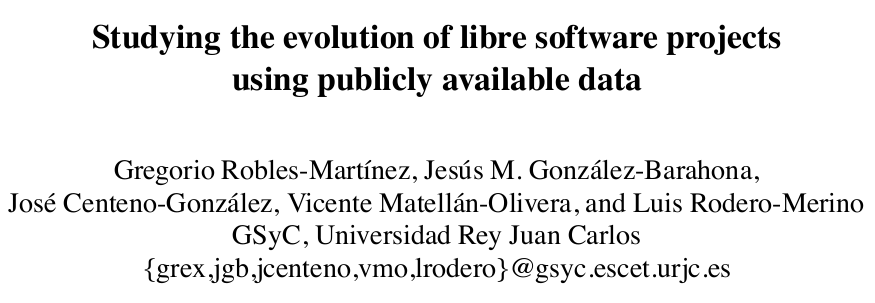 Studying the evolution of libre software projects
using publicly available data
Gregorio Robles-Martínez, Jesús M. González-Barahona,
José Centeno-González, Vicente Matellán-Olivera, and Luis Rodero-Merino
GSyC, Universidad Rey Juan Carlos
{grex,jgb,jcenteno,vmo,lrodero}@gsyc.escet.urjc.es